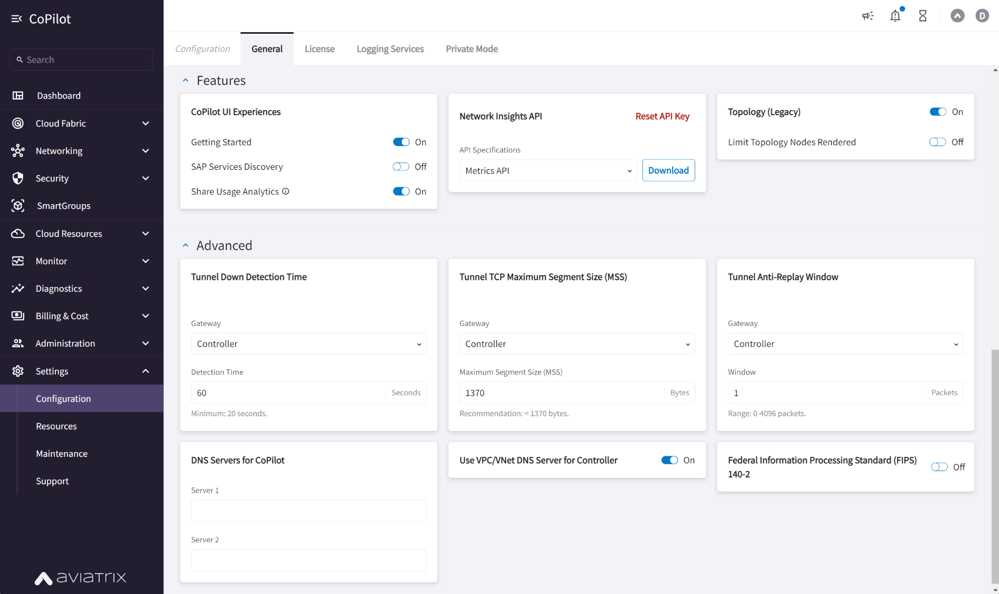 CoPilot
Search
Dashboard
Cloud Fabric
Networking
Security
SmartGroups
Cloud Resources
Monitor
Diagnostics
Billing & Cost
Administration
Settings
Configuration
Resources
Maintenance
Support
aviatrix
D
Configuration
General
License
Logging Services
Private Mode
Features
CoPilot UI Experiences
Getting Started
On
SAP Services Discovery
Off
Share Usage Analytics
On
Network Insights API
Reset API Key
API Specifications
Metrics API
Download
Topology (Legacy)
On
Limit Topology Nodes Rendered
Off
Advanced
Tunnel Down Detection Time
Gateway
Controller
Detection Time
60
Seconds
Minimum: 20 seconds.
Tunnel TCP Maximum Segment Size (MSS)
Gateway
Controller
Maximum Segment Size (MSS)
1370
Bytes
Recommendation: < 1370 bytes.
Tunnel Anti-Replay Window
Gateway
Controller
Window
1
Packets
Range: 0-4096 packets.
DNS Servers for CoPilot
Server 1
Server 2
Use VPC/VNet DNS Server for Controller
On
Federal Information Processing Standard (FIPS)
140-2
Off